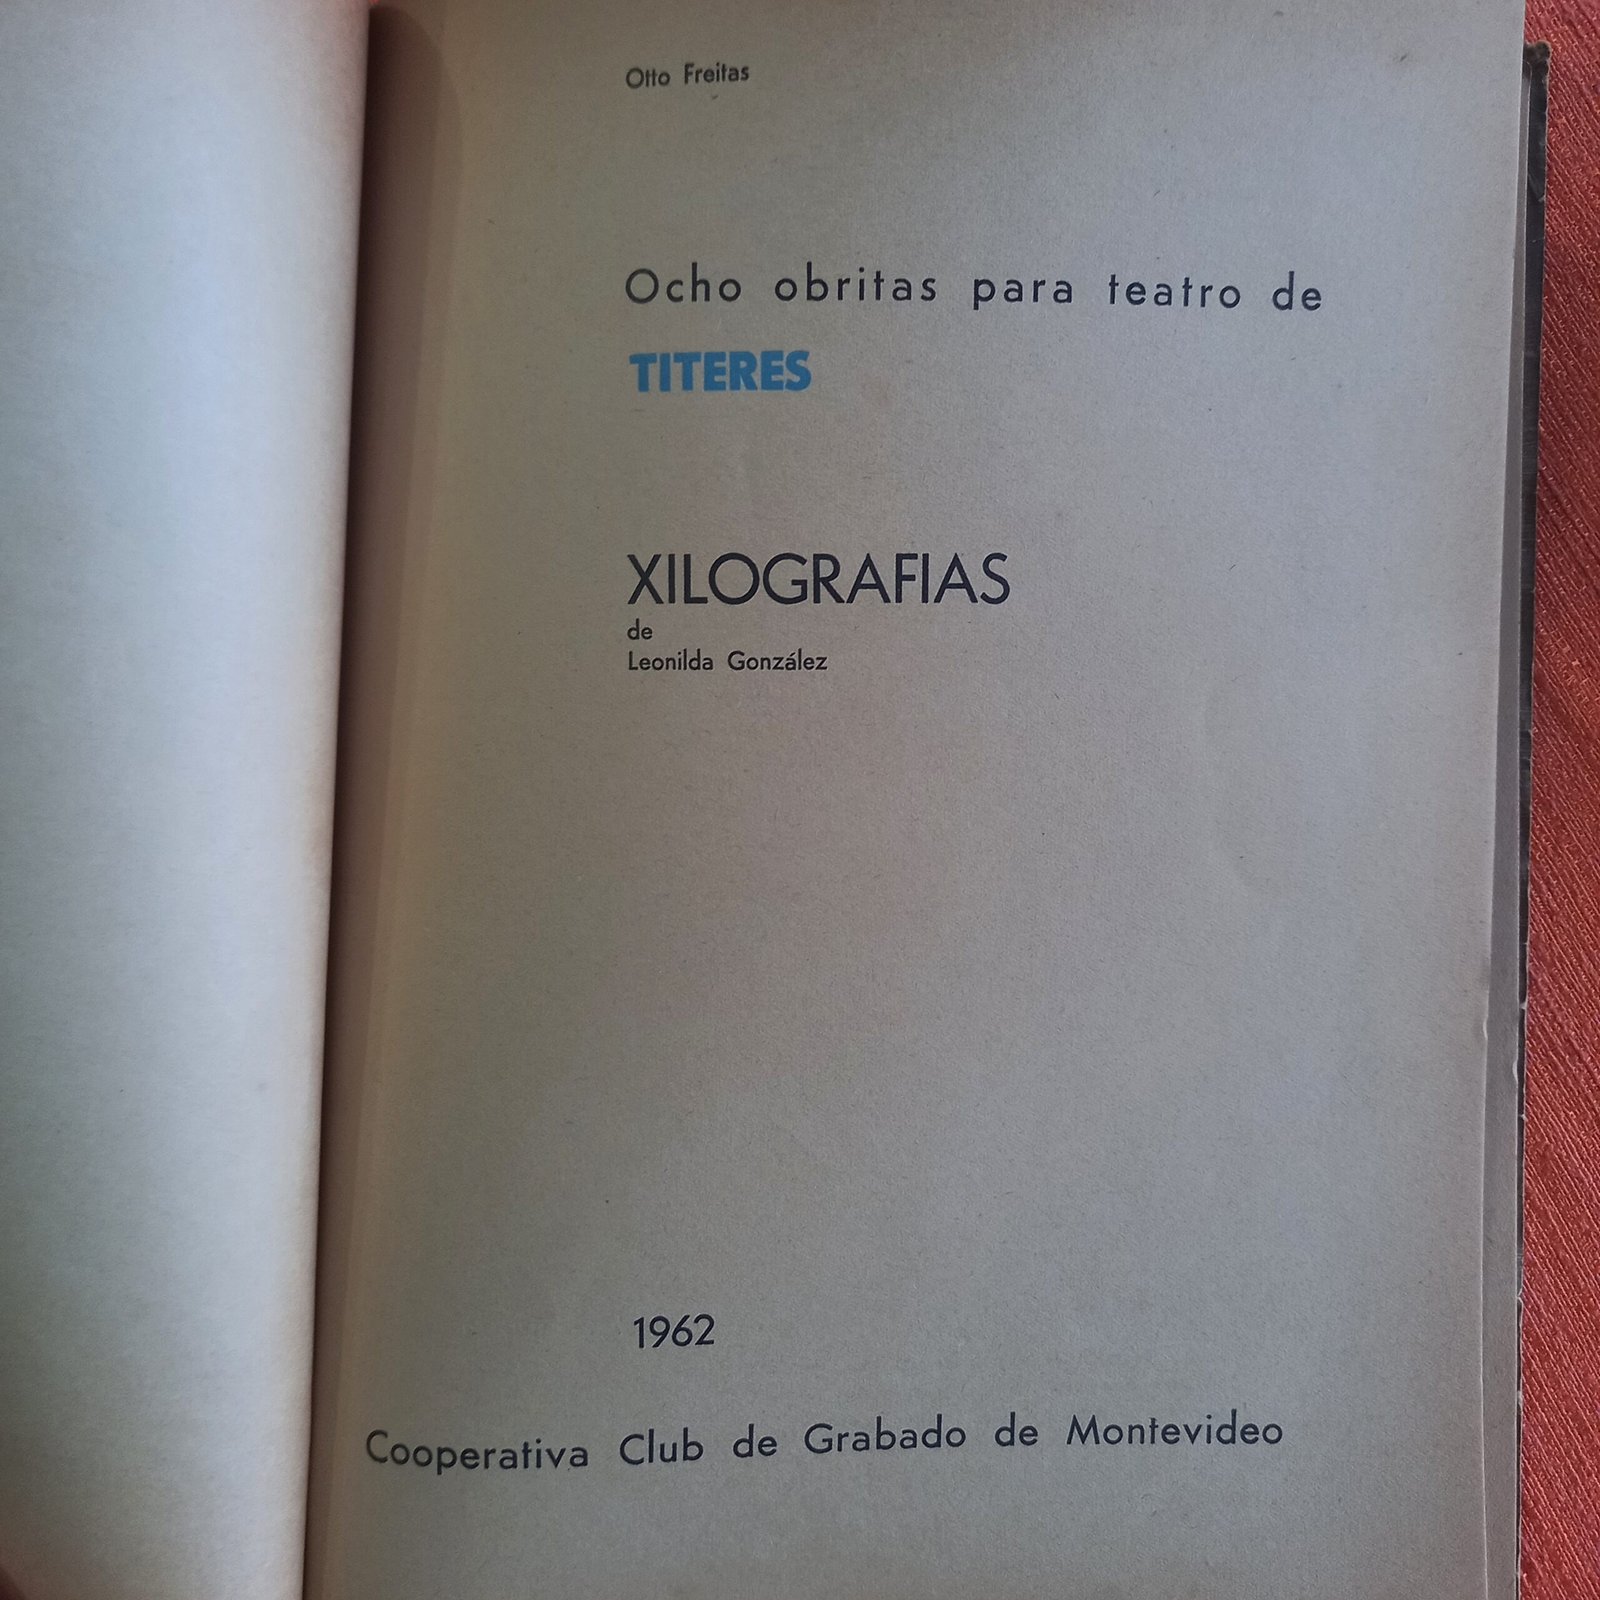 Otto Freitas
Ocho obritas para teatro de
TITERES
XILOGRAFIAS
de
Leonilda González
1962
Cooperativa Club de Grabado de Montevideo